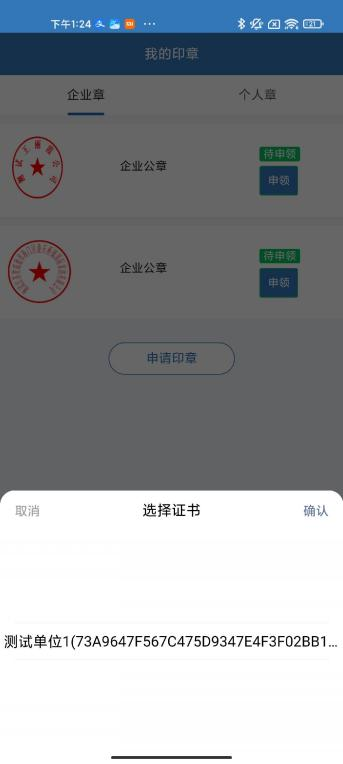 下午1:24
21
我的印章
企业章
个人章
企业公章
待申领
申领
企业公章
待申领
申领
申请印章
取消
选择证书
确认
测试单位1(73A9647F567C475D9347E4F3F02BB1...